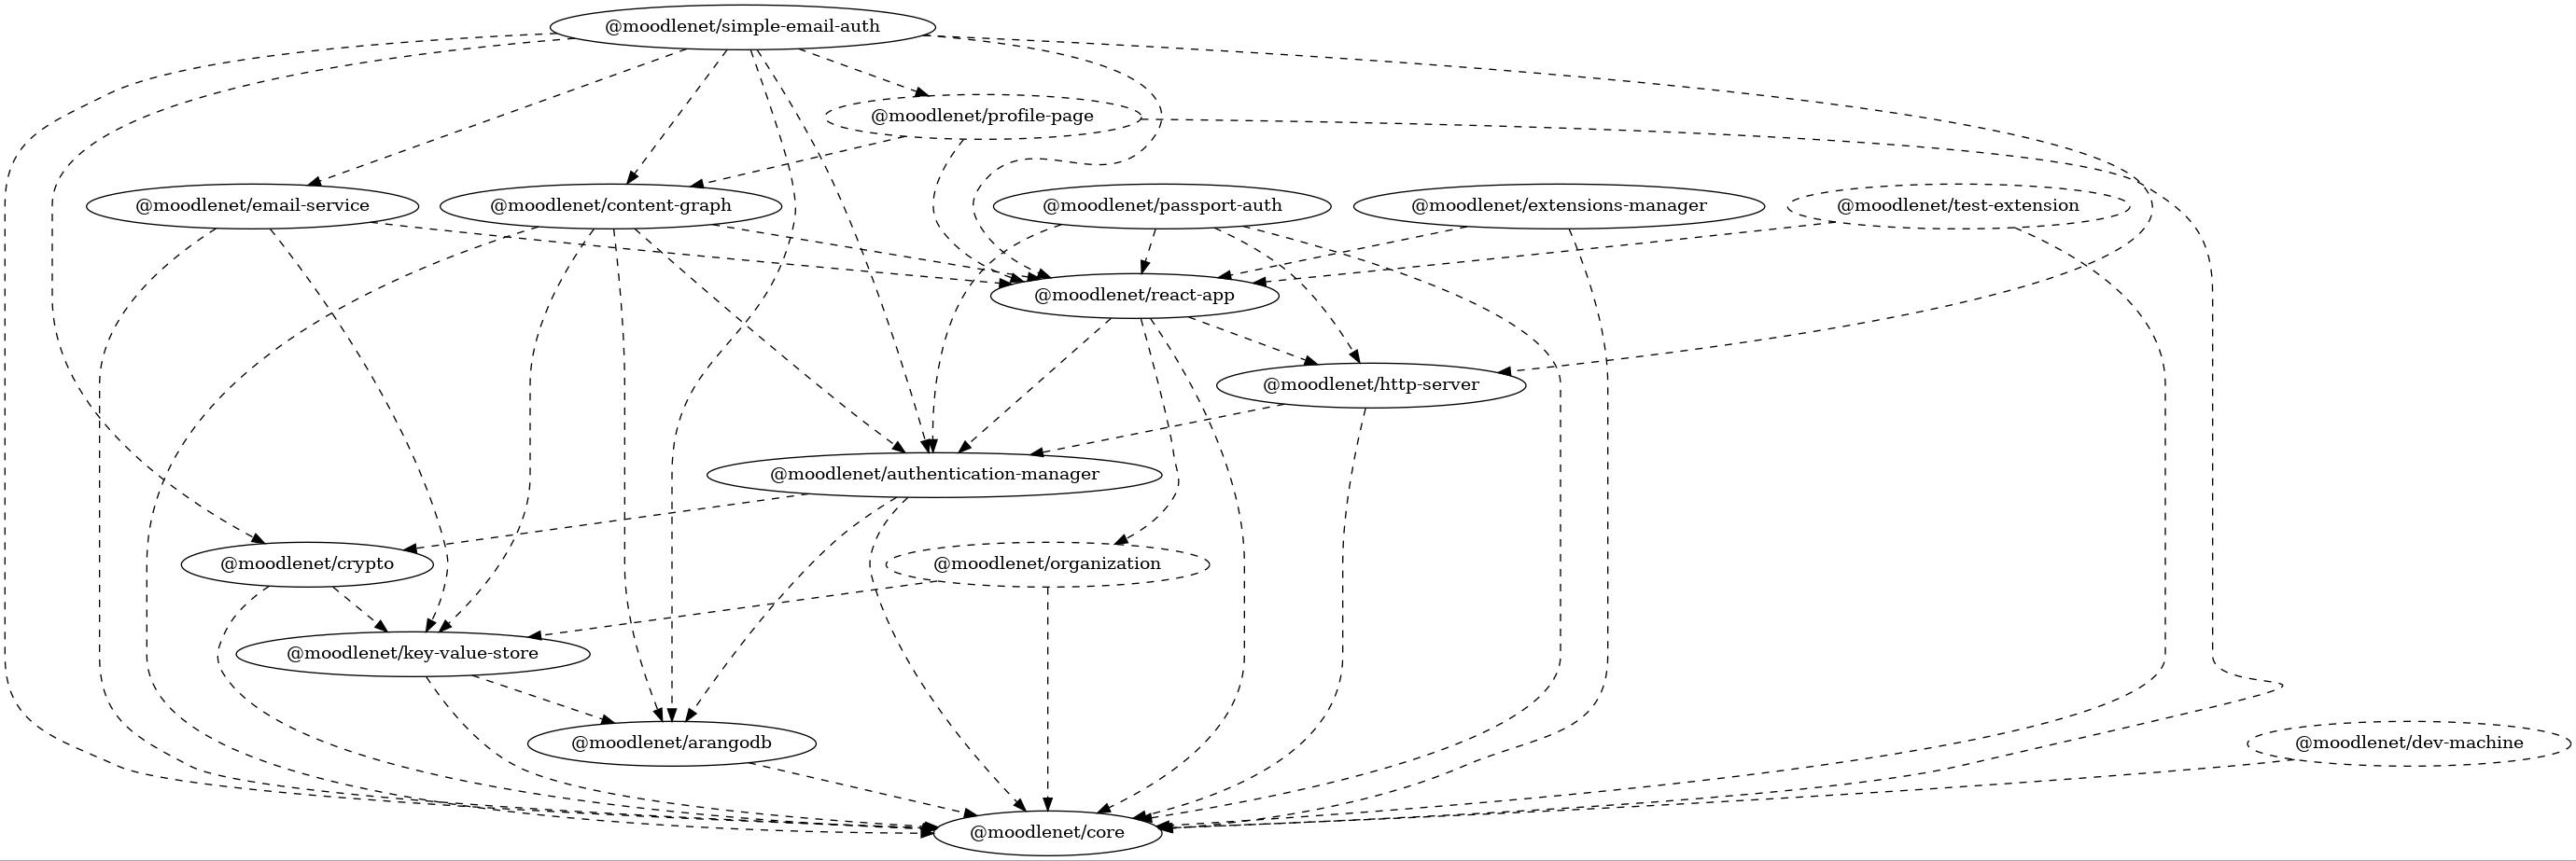 @moodlenet/simple-email-auth
@moodlenet/profile-page
@moodlenet/email-service
@moodlenet/content-graph
@moodlenet/passport-auth
@moodlenet/extensions-manager
@moodlenet/test-extension
@moodlenet/react-app
@moodlenet/http-server
@moodlenet/authentication-manager
@moodlenet/crypto
@moodlenet/organization
@moodlenet/key-value-store
@moodlenet/arangodb
@moodlenet/dev-machine
@moodlenet/core